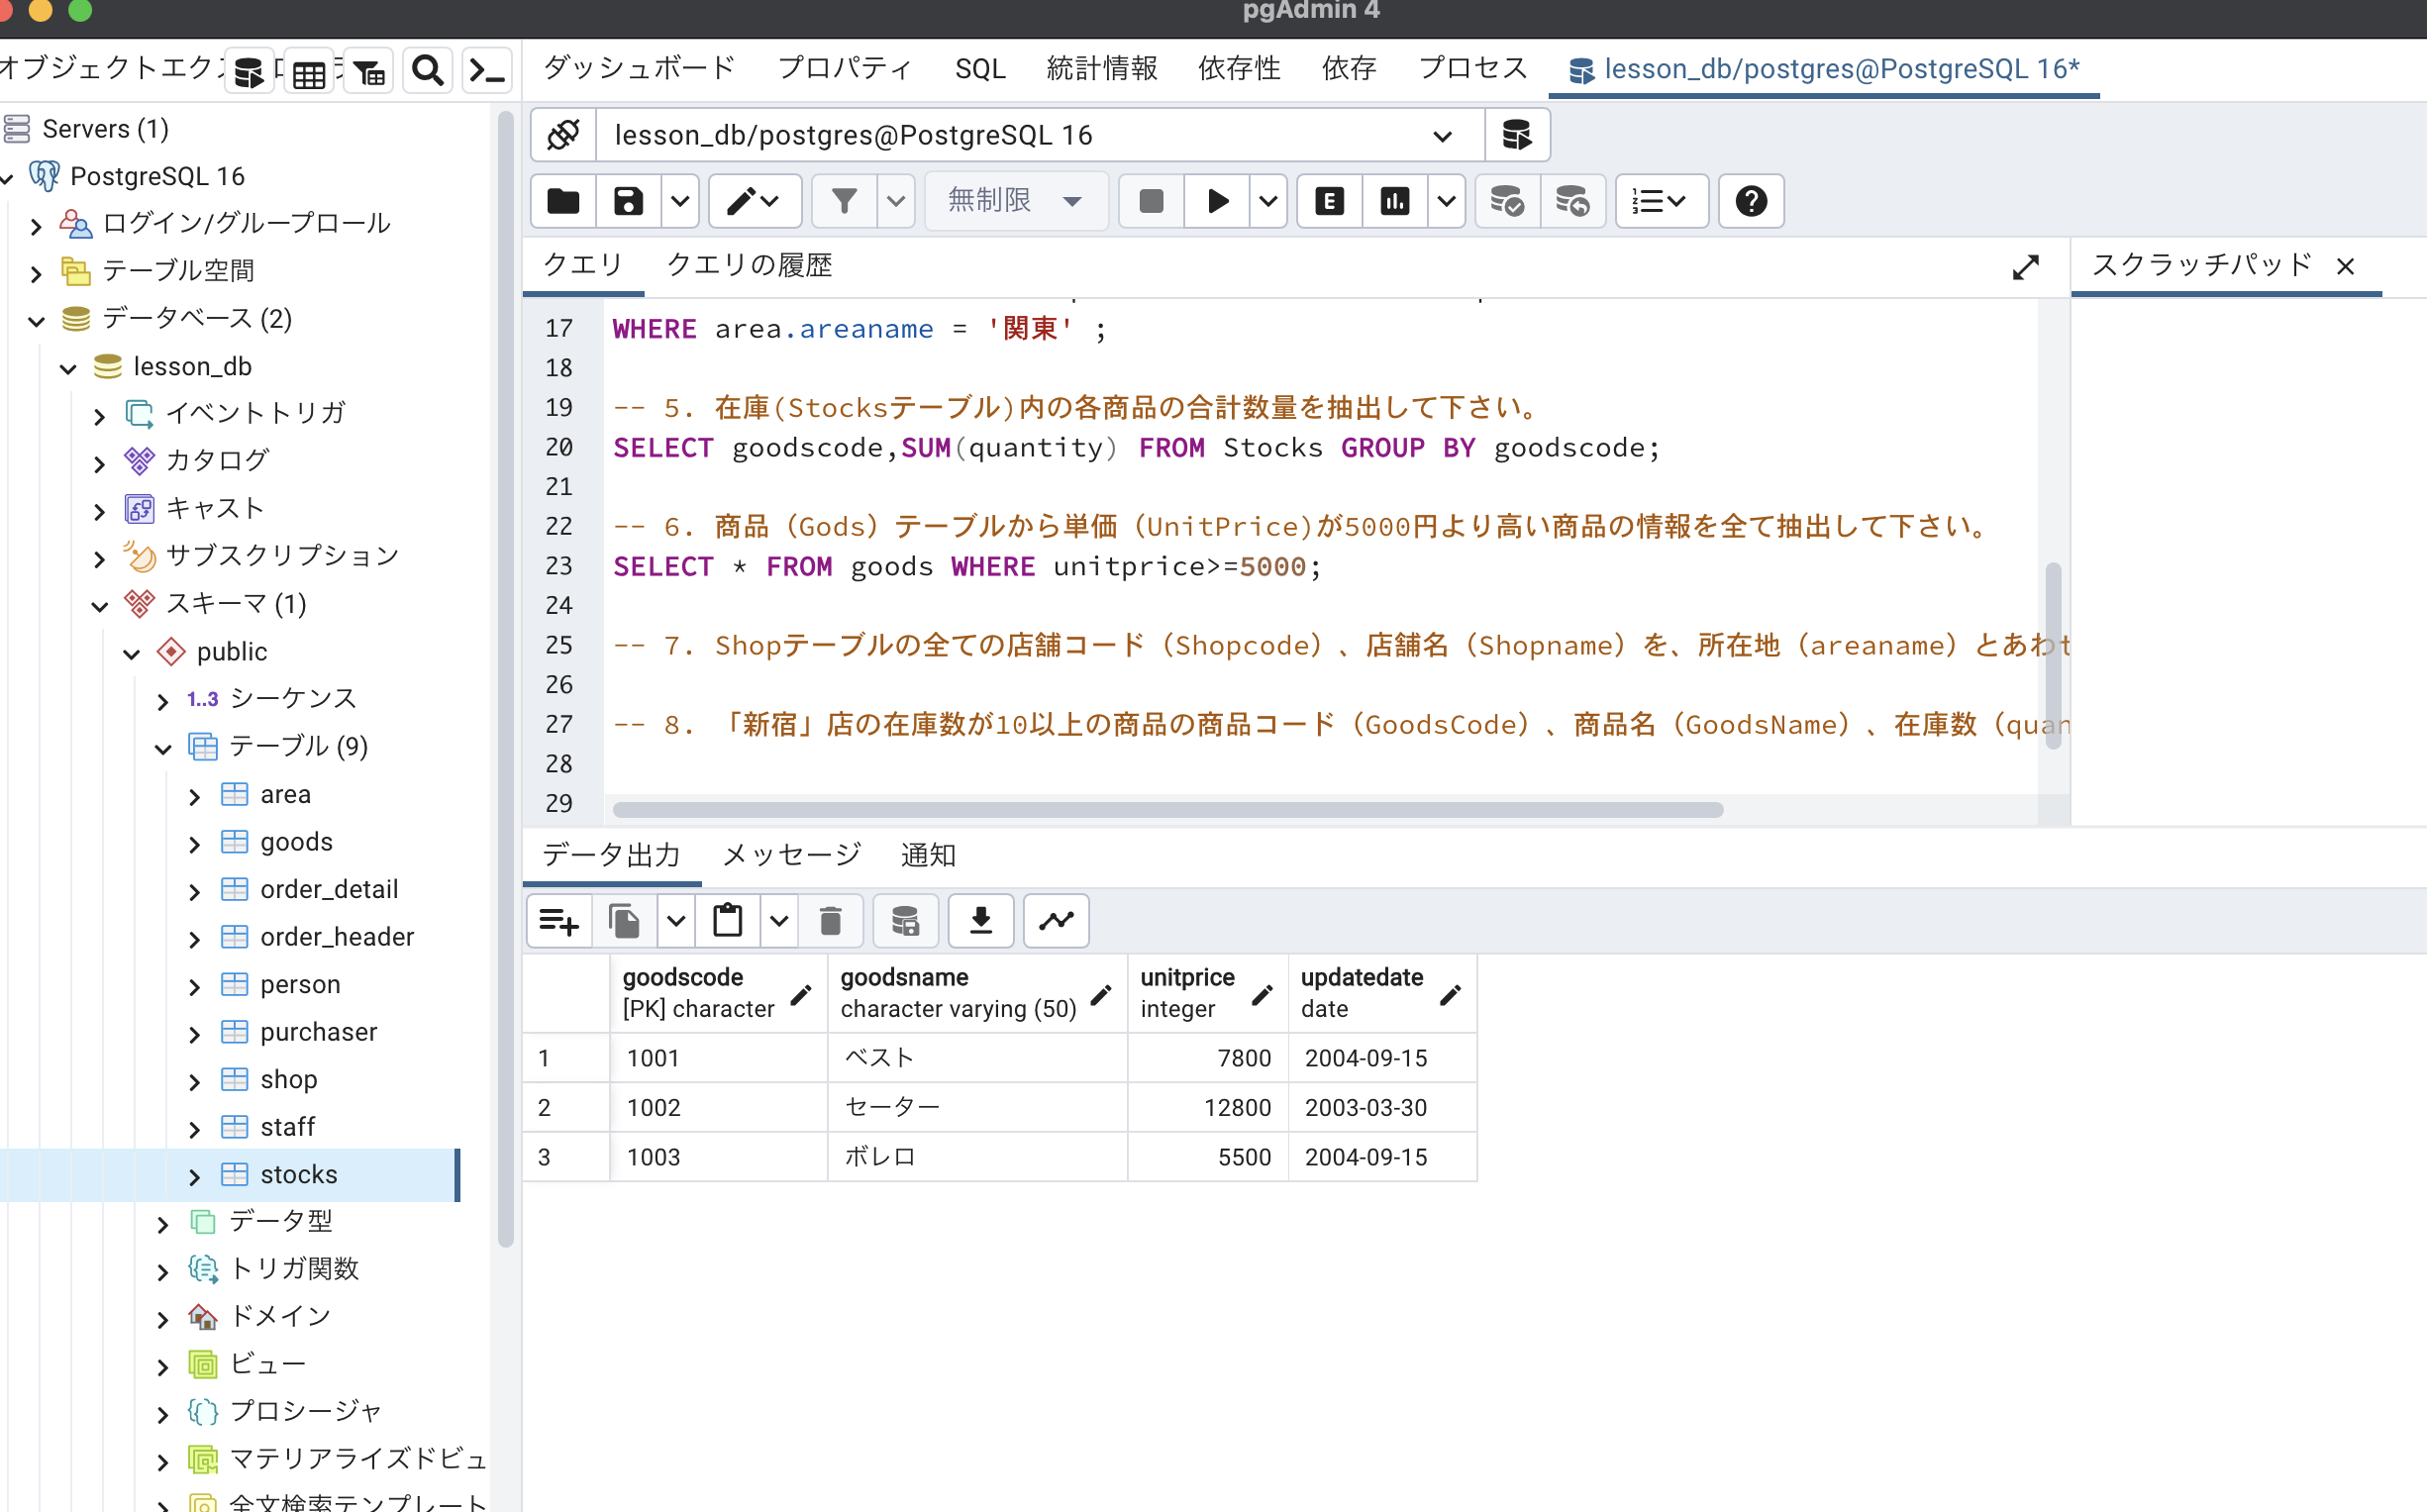 pgAdmin 4
オブジェクトエクス
ダッシュボード プロパティ SQL 統計情報 依存性 依存 プロセス lesson_db/postgres@PostgreSQL 16*
Servers (1)
PostgreSQL 16
ログイン/グループロール
テーブル空間
データベース (2)
lesson_db
イベントトリガ
カタログ
キャスト
サブスクリプション
スキーマ (1)
public
1..3 シーケンス
テーブル (9)
area
goods
order_detail
order_header
person
purchaser
shop
staff
stocks
データ型
トリガ関数
ドメイン
ビュー
プロシージャ
マテリアライズドビュ
全文検索テンプレート
lesson_db/postgres@PostgreSQL 16
無制限
クエリ クエリの履歴
スクラッチパッド
17 WHERE area.areaname = '関東' ;
18
19 -- 5. 在庫(Stocksテーブル)内の各商品の合計数量を抽出して下さい。
20 SELECT goodscode,SUM(quantity) FROM Stocks GROUP BY goodscode;
21
22 -- 6. 商品（Gods）テーブルから単価（UnitPrice)が5000円より高い商品の情報を全て抽出して下さい。
23 SELECT * FROM goods WHERE unitprice>=5000;
24
25 -- 7. Shopテーブルの全ての店舗コード（Shopcode）、店舗名（Shopname）を、所在地（areaname）とあわせ
26
27 -- 8. 「新宿」店の在庫数が10以上の商品の商品コード（GoodsCode）、商品名（GoodsName）、在庫数（quan
28
29
データ出力 メッセージ 通知
goodscode goodsname unitprice updatedate
[PK] character character varying (50) integer date
1 1001 ベスト 7800 2004-09-15
2 1002 セーター 12800 2003-03-30
3 1003 ボレロ 5500 2004-09-15